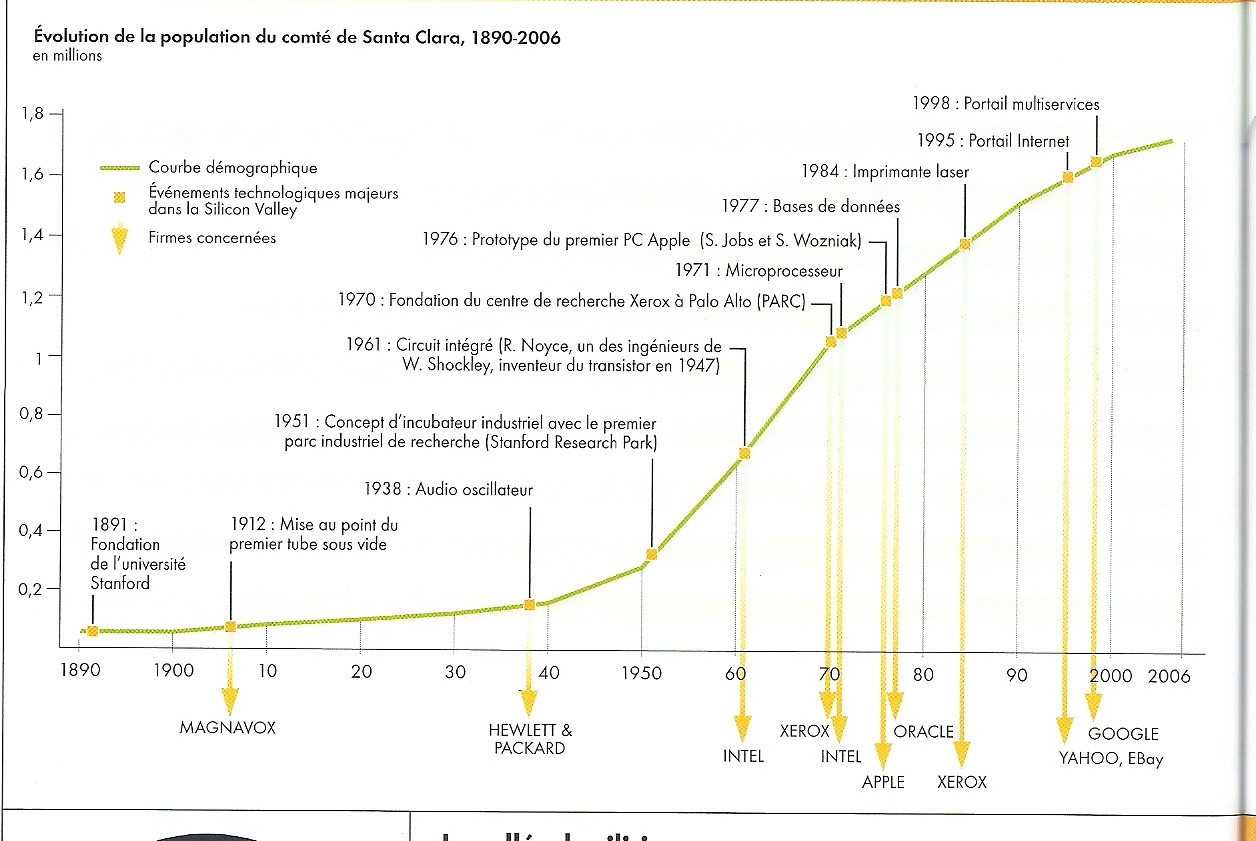 Évolution de la population du comté de Santa Clara, 1890-2006
en millions
1,8
1,6
1,4
1,2
1
0,8
0,6
0,4
0,2
Courbe démographique
Événements technologiques majeurs
dans la Silicon Valley
Firmes concernées
1998 : Portail multiservices
1995 : Portail Internet
1984 : Imprimante laser
1977 : Bases de données
1976 : Prototype du premier PC Apple (S. Jobs et S. Wozniak)
1971 : Microprocesseur
1970 : Fondation du centre de recherche Xerox à Palo Alto (PARC)
1961 : Circuit intégré (R. Noyce, un des ingénieurs de
W. Shockley, inventeur du transistor en 1947)
1951 : Concept d'incubateur industriel avec le premier
parc industriel de recherche (Stanford Research Park)
1938 : Audio oscillateur
1912 : Mise au point du
premier tube sous vide
1891 :
Fondation
de l'université
Stanford
1890 1900 10 20 30 40 1950 60 70 80 90 2000 2006
MAGNAVOX
HEWLETT &
PACKARD
INTEL
XEROX
INTEL
APPLE
ORACLE
XEROX
GOOGLE
YAHOO, EBay